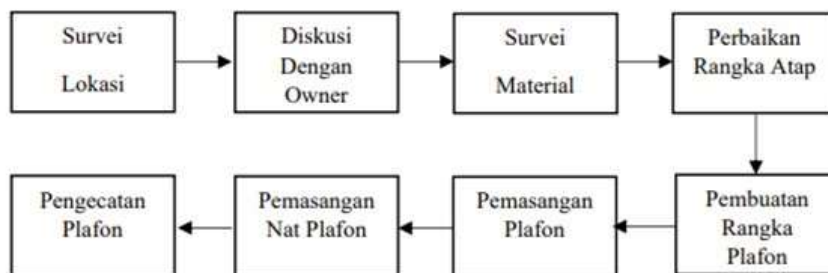 Survei
Lokasi
Diskusi
Dengan
Owner
Survei
Material
Perbaikan
Rangka Atap
Pembuatan
Rangka
Plafon
Pemasangan
Plafon
Pemasangan
Nat Plafon
Pengecatan
Plafon